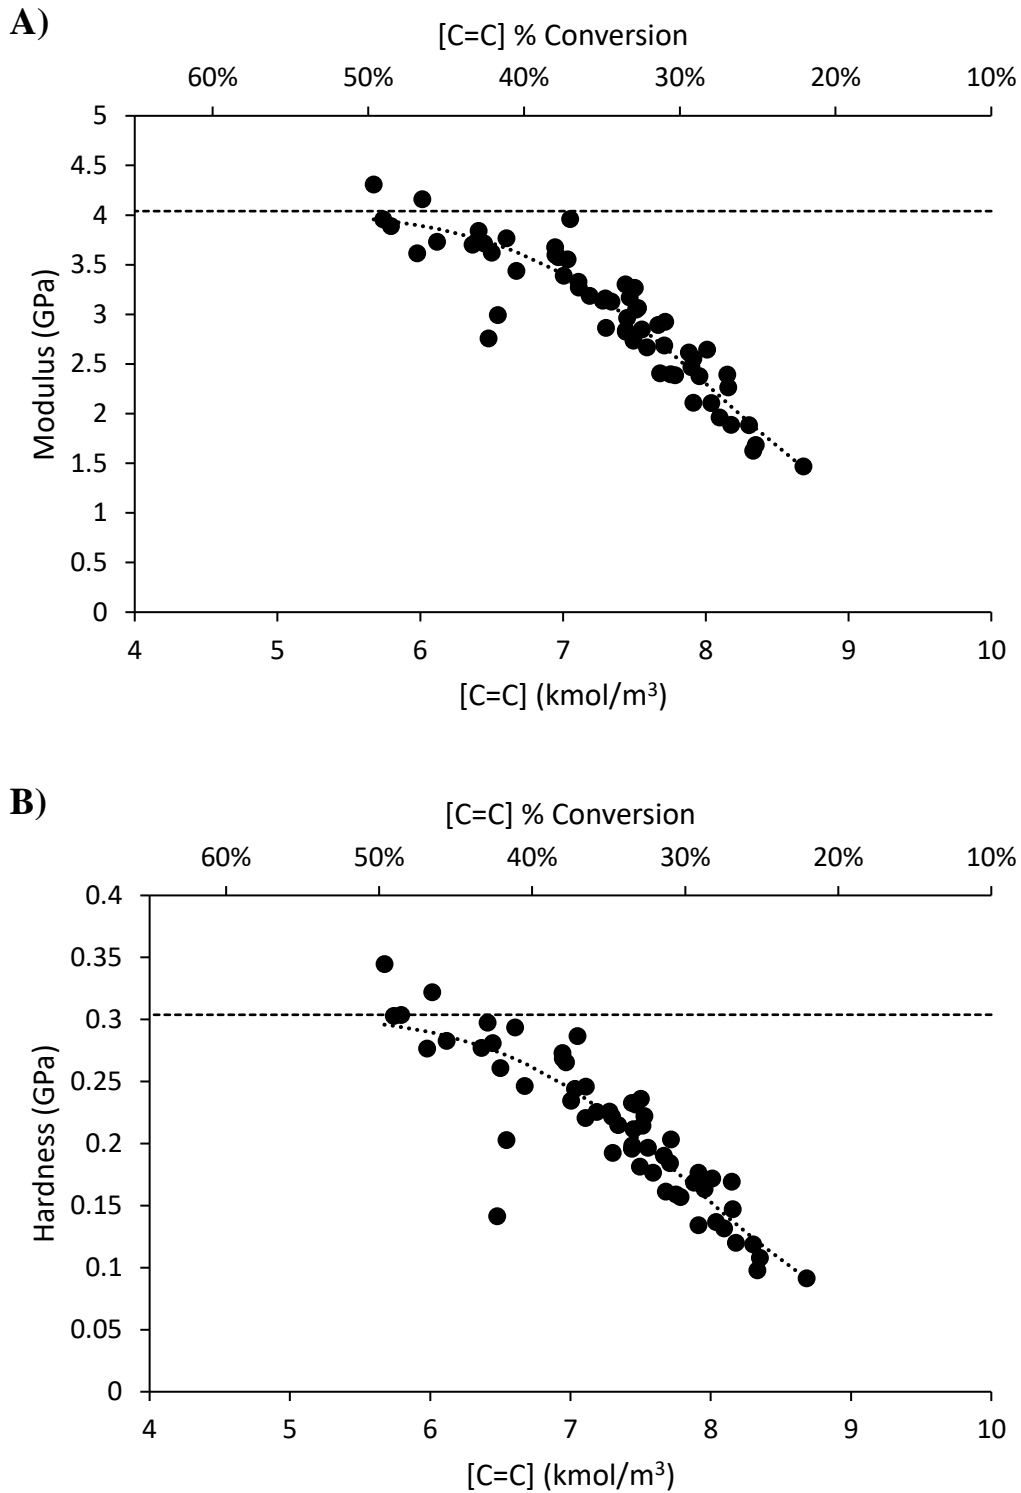 A)
[C=C] % Conversion
60% 50% 40% 30% 20% 10%
5
4.5
4
3.5
3
2.5
2
1.5
1
0.5
0
Modulus (GPa)
4 5 6 7 8 9 10
[C=C] (kmol/m³)
B)
[C=C] % Conversion
60% 50% 40% 30% 20% 10%
0.4
0.35
0.3
0.25
0.2
0.15
0.1
0.05
0
Hardness (GPa)
4 5 6 7 8 9 10
[C=C] (kmol/m³)